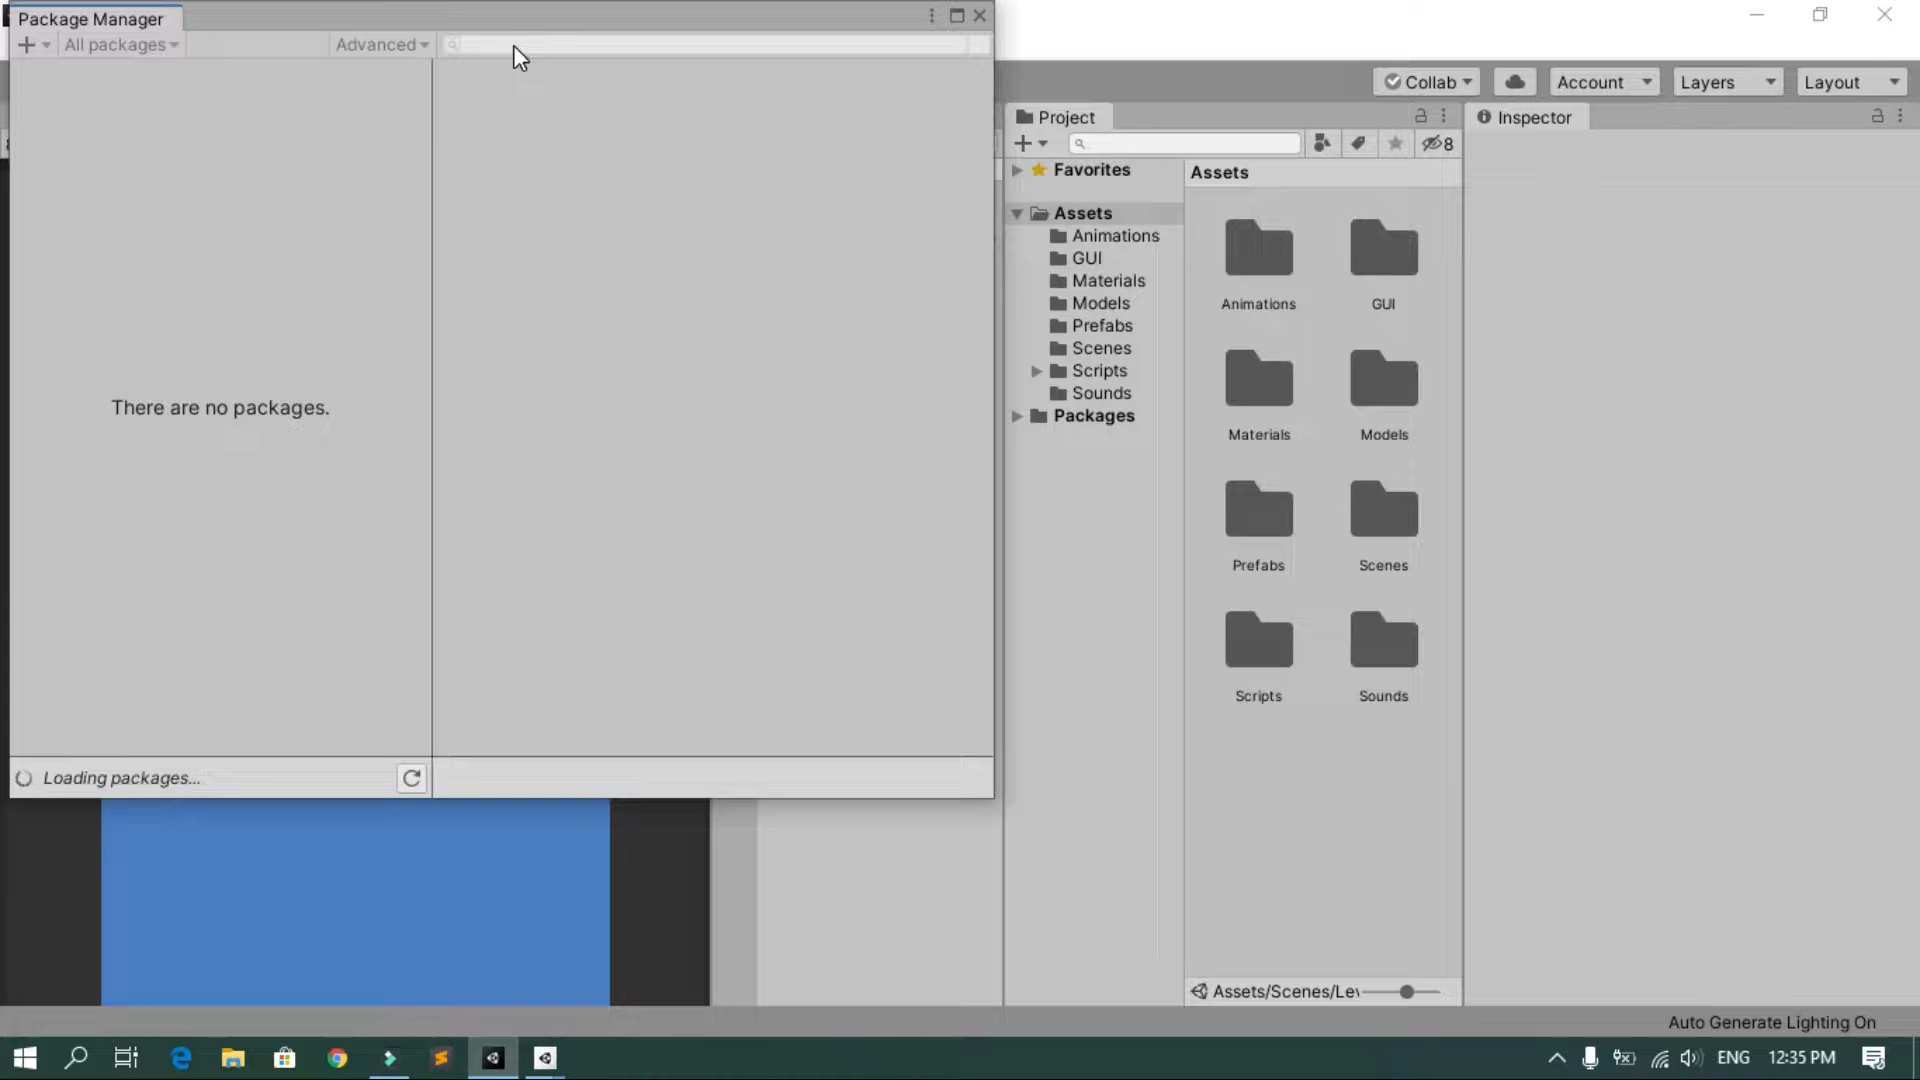 Package Manager
All packages
Advanced
There are no packages.
Loading packages...
Collab
Account
Layers
Layout
Project
8
Favorites
Assets
Animations
GUI
Materials
Models
Prefabs
Scenes
Scripts
Sounds
Packages
Assets
Animations
GUI
Materials
Models
Prefabs
Scenes
Scripts
Sounds
Assets/Scenes/Lev
Inspector
Auto Generate Lighting On
ENG
12:35 PM